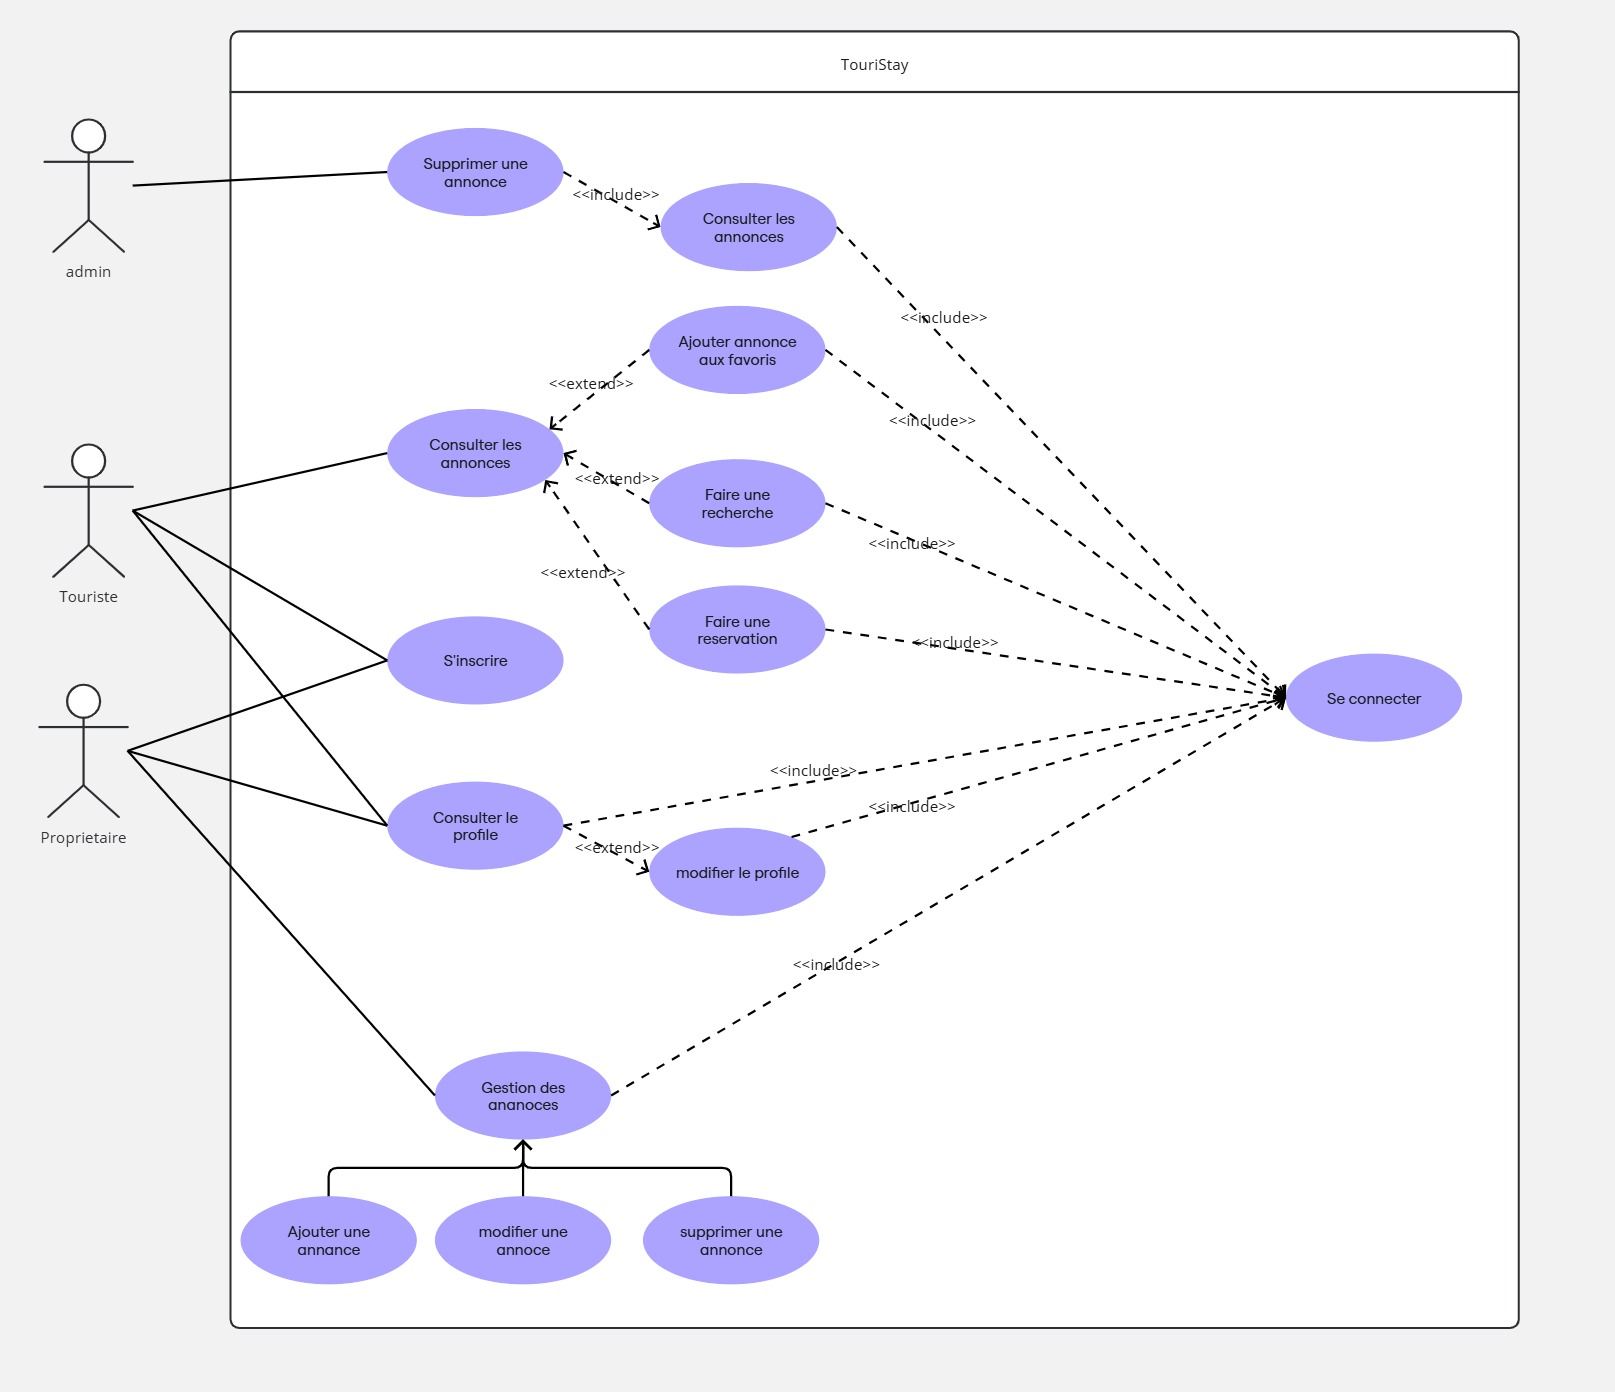 TouriStay
Supprimer une
annonce
<<include>>
Consulter les
annonces
admin
<<include>>
Ajouter annonce
aux favoris
<<extend>>
<<include>>
Consulter les
annonces
<<extend>>
Faire une
recherche
<<include>>
<<extend>>
Touriste
Faire une
reservation
<<include>>
S'inscrire
Se connecter
<<include>>
<<include>>
Consulter le
profile
Proprietaire
<<extend>>
modifier le profile
<<include>>
Gestion des
ananoces
Ajouter une
annance
modifier une
annoce
supprimer une
annonce